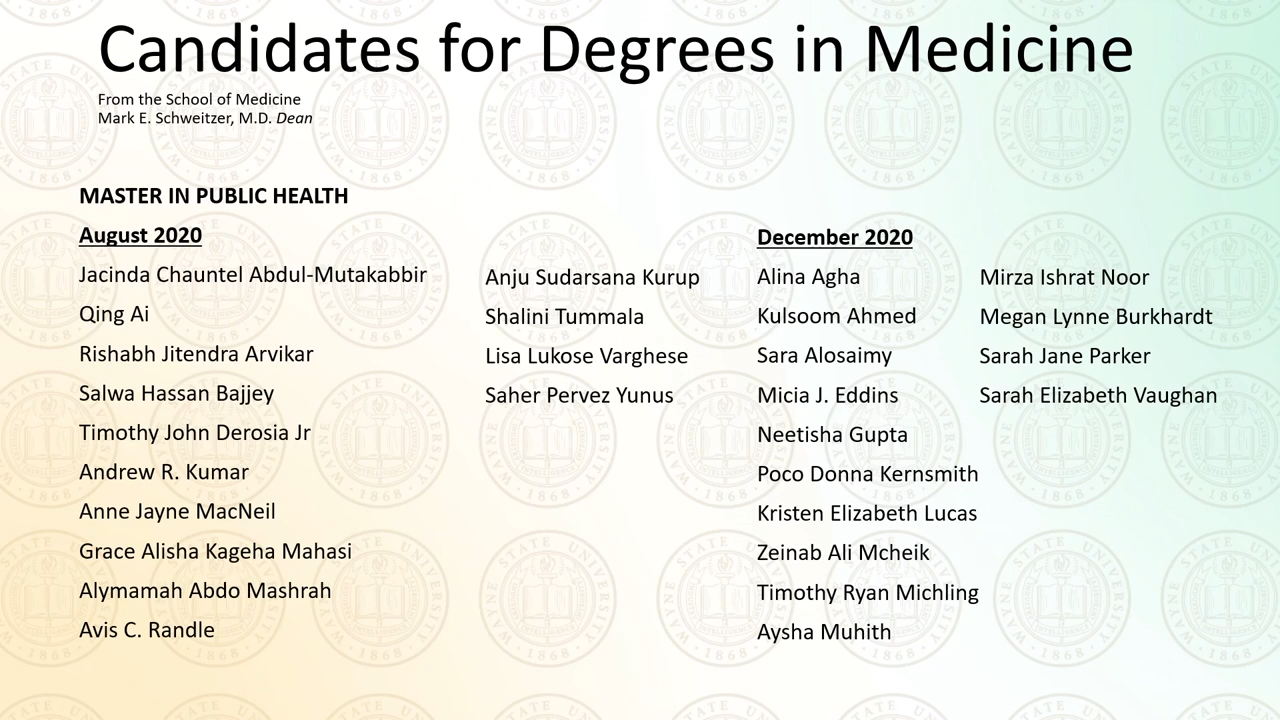 Candidates for Degrees in Medicine
From the School of Medicine
Mark E. Schweitzer, M.D. Dean
MASTER IN PUBLIC HEALTH
August 2020
Jacinda Chauntel Abdul-Mutakabbir
Qing Ai
Rishabh Jitendra Arvikar
Salwa Hassan Bajjey
Timothy John Derosia Jr
Andrew R. Kumar
Anne Jayne MacNeil
Grace Alisha Kageha Mahasi
Alymamah Abdo Mashrah
Avis C. Randle
Anju Sudarsana Kurup
Shalini Tummala
Lisa Lukose Varghese
Saher Pervez Yunus
December 2020
Alina Agha
Kulsoom Ahmed
Sara Alosaimy
Micia J. Eddins
Neetisha Gupta
Poco Donna Kernsmith
Kristen Elizabeth Lucas
Zeinab Ali Mcheik
Timothy Ryan Michling
Aysha Muhith
Mirza Ishrat Noor
Megan Lynne Burkhardt
Sarah Jane Parker
Sarah Elizabeth Vaughan
WAYNE STATE UNIVERSITY
1868